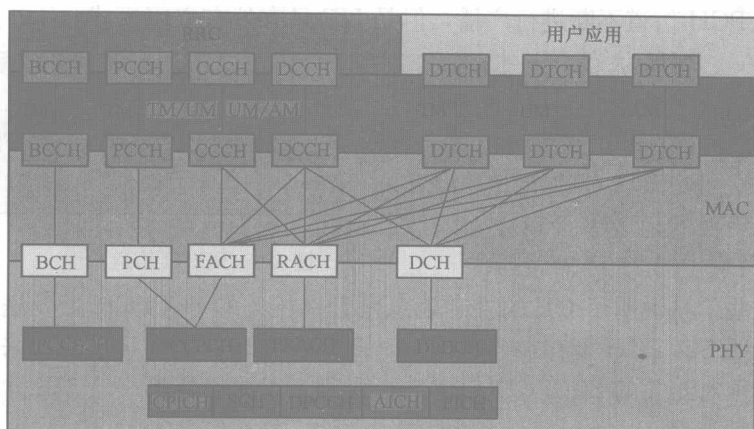 RRC 用户应用
BCCH PCCH CCCH DCCH DTCH DTCH DTCH
TM/UM UM/AM
BCCH PCCH CCCH DCCH DTCH DTCH DTCH
MAC
BCH PCH FACH RACH DCH
PHY
CPICH DPCCH AICH